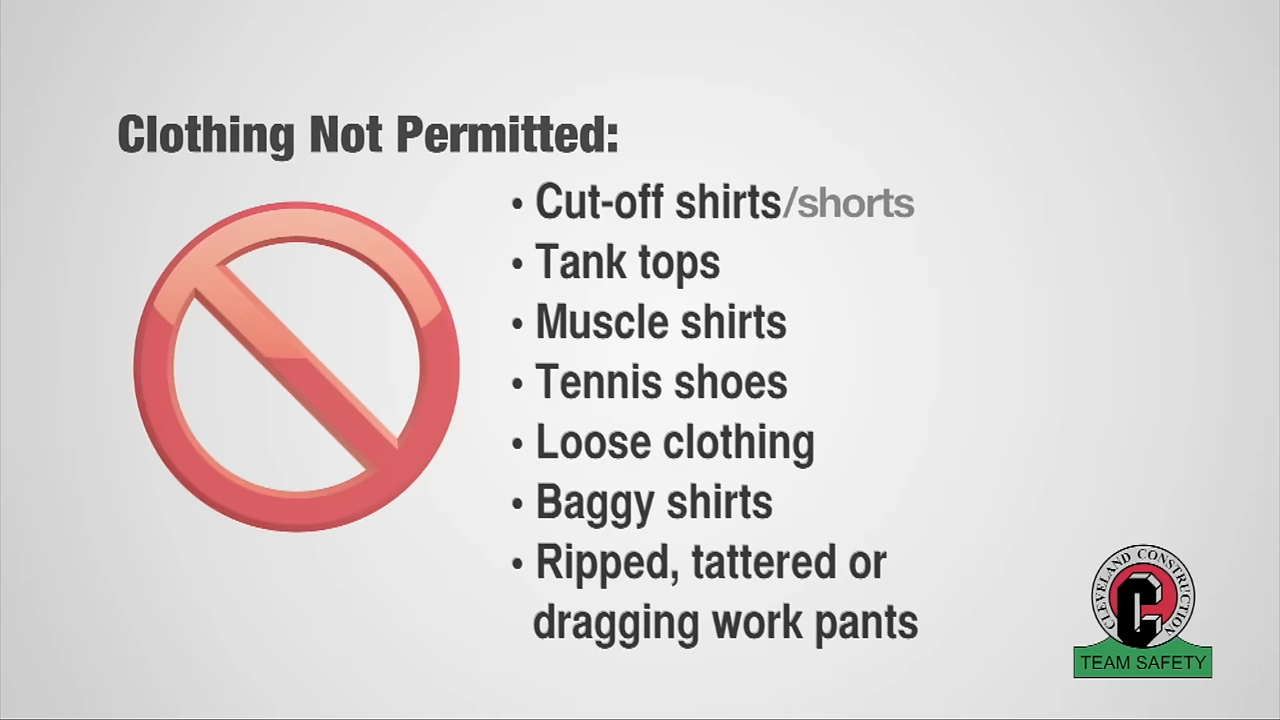 Clothing Not Permitted:
• Cut-off shirts/shorts
• Tank tops
• Muscle shirts
• Tennis shoes
• Loose clothing
• Baggy shirts
• Ripped, tattered or
dragging work pants
CLEVELAND CONSTRUCTION
C
TEAM SAFETY